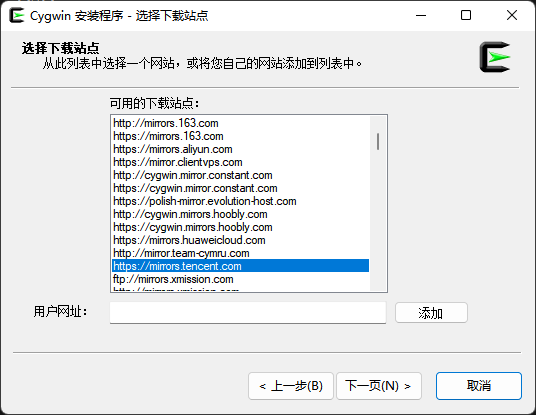 Cygwin 安装程序 - 选择下载站点
选择下载站点
从此列表中选择一个网站，或将您自己的网站添加到列表中。
可用的下载站点：
http://mirrors.163.com
https://mirrors.163.com
https://mirrors.aliyun.com
https://mirror.clientvps.com
http://cygwin.mirror.constant.com
https://cygwin.mirror.constant.com
https://polish-mirror.evolution-host.com
http://cygwin.mirrors.hoobly.com
https://cygwin.mirrors.hoobly.com
https://mirrors.huaweicloud.com
http://mirror.team-cymru.com
https://mirrors.tencent.com
ftp://mirrors.xmission.com
http://mirrors.xmission.com
用户网址：
添加
< 上一步(B)
下一页(N) >
取消